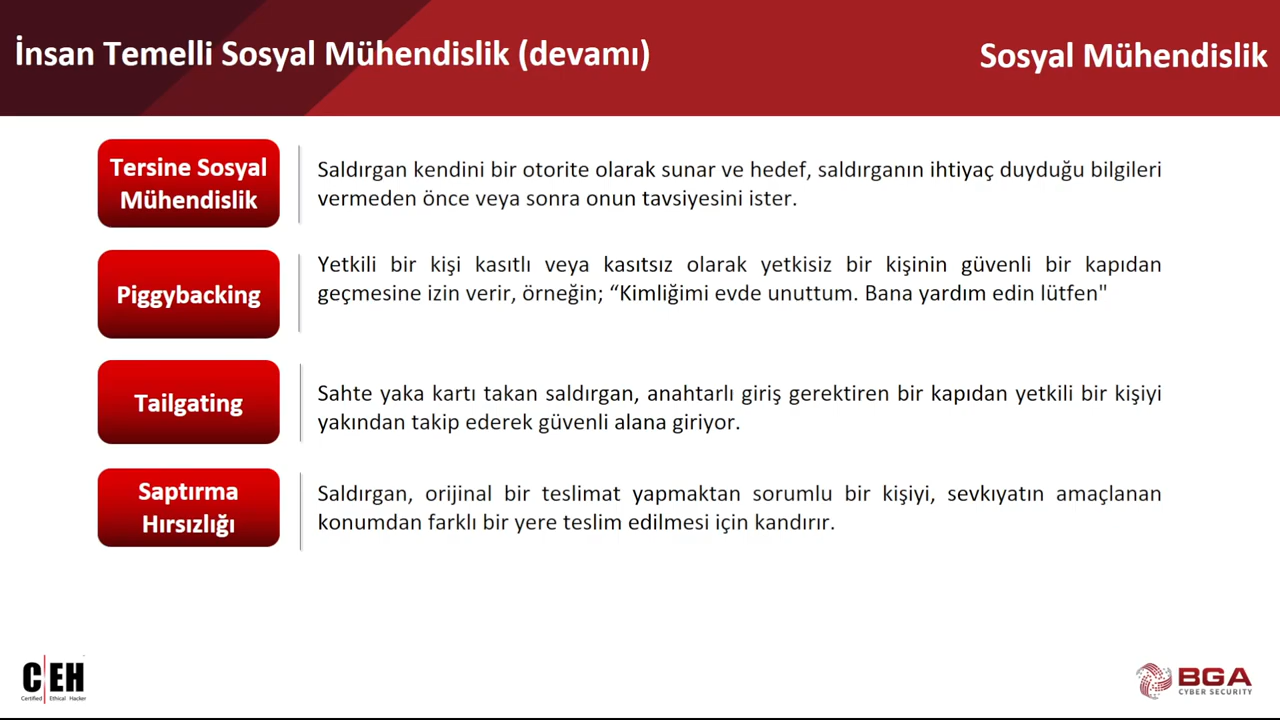 İnsan Temelli Sosyal Mühendislik (devamı)
Sosyal Mühendislik
Tersine Sosyal
Mühendislik
Saldırgan kendini bir otorite olarak sunar ve hedef, saldırganın ihtiyaç duyduğu bilgileri
vermeden önce veya sonra onun tavsiyesini ister.
Piggybacking
Yetkili bir kişi kasıtlı veya kasıtsız olarak yetkisiz bir kişinin güvenli bir kapıdan
geçmesine izin verir, örneğin; “Kimliğimi evde unuttum. Bana yardım edin lütfen"
Tailgating
Sahte yaka kartı takan saldırgan, anahtarlı giriş gerektiren bir kapıdan yetkili bir kişiyi
yakından takip ederek güvenli alana giriyor.
Saptırma
Hırsızlığı
Saldırgan, orijinal bir teslimat yapmaktan sorumlu bir kişiyi, sevkıyatın amaçlanan
konumdan farklı bir yere teslim edilmesi için kandırır.
C|EH
Certified Ethical Hacker
BGA
CYBER SECURITY